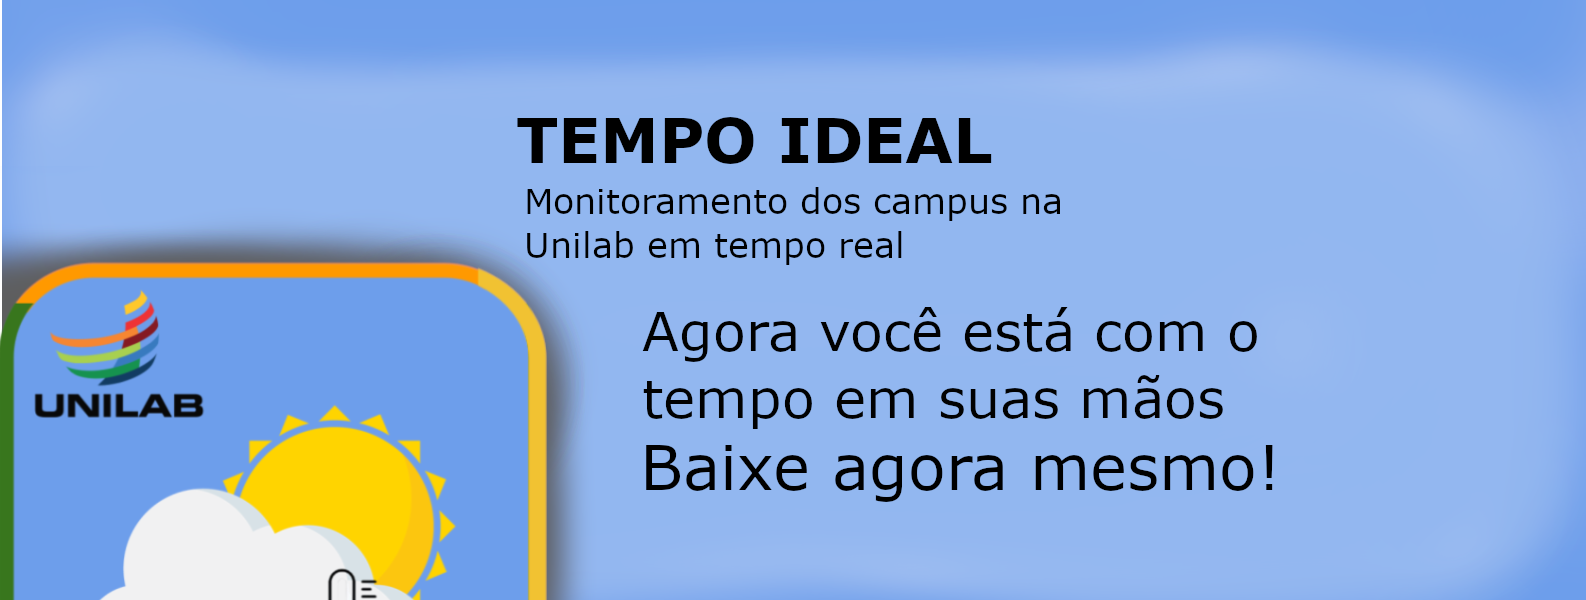 TEMPO IDEAL
Monitoramento dos campus na
Unilab em tempo real
UNILAB
Agora você está com o
tempo em suas mãos
Baixe agora mesmo!